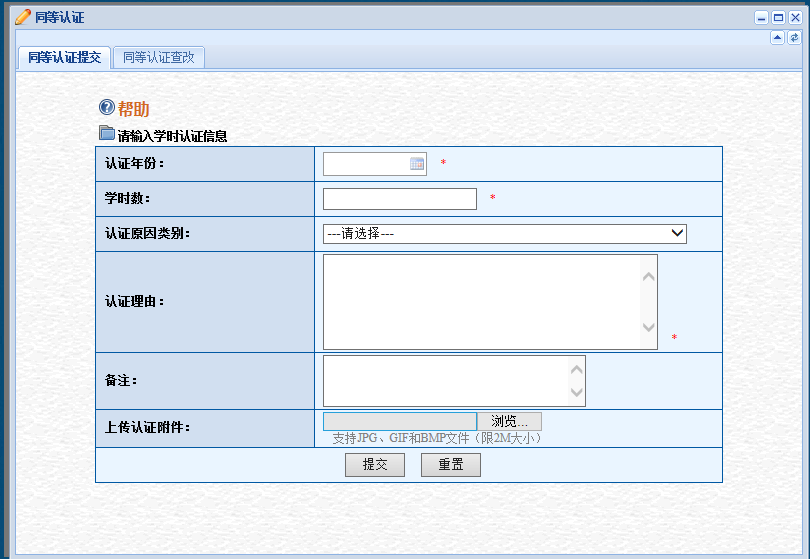 同等认证
同等认证提交 同等认证查改
帮助
请输入学时认证信息
认证年份： *
学时数： *
认证原因类别： ---请选择---
认证理由： *
备注：
上传认证附件： 浏览...
支持JPG、GIF和BMP文件（限2M大小）
提交 重置